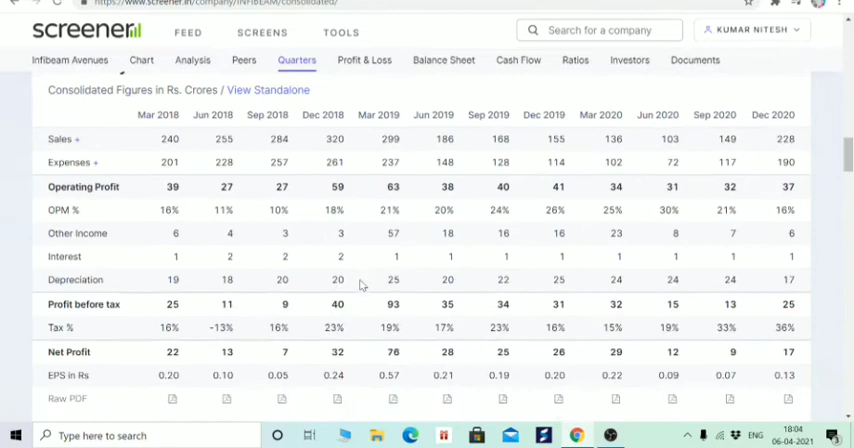 https://www.screener.in/company/INFIBEAM/consolidated/
screener FEED SCREENS TOOLS Search for a company KUMAR NITESH
Infibeam Avenues Chart Analysis Peers Quarters Profit & Loss Balance Sheet Cash Flow Ratios Investors Documents
Consolidated Figures in Rs. Crores / View Standalone
Mar 2018 Jun 2018 Sep 2018 Dec 2018 Mar 2019 Jun 2019 Sep 2019 Dec 2019 Mar 2020 Jun 2020 Sep 2020 Dec 2020
Sales + 240 255 284 320 299 186 168 155 136 103 149 228
Expenses + 201 228 257 261 237 148 128 114 102 72 117 190
Operating Profit 39 27 27 59 63 38 40 41 34 31 32 37
OPM % 16% 11% 10% 18% 21% 20% 24% 26% 25% 30% 21% 16%
Other Income 6 4 3 3 57 18 16 16 23 8 7 6
Interest 1 2 2 2 1 1 1 1 1 1 1 1
Depreciation 19 18 20 20 25 20 22 25 24 24 24 17
Profit before tax 25 11 9 40 93 35 34 31 32 15 13 25
Tax % 16% -13% 16% 23% 19% 17% 23% 16% 15% 19% 33% 36%
Net Profit 22 13 7 32 76 28 25 26 29 12 9 17
EPS in Rs 0.20 0.10 0.05 0.24 0.57 0.21 0.19 0.20 0.22 0.09 0.07 0.13
Raw PDF
Type here to search ENG 18:04
06-04-2021 3